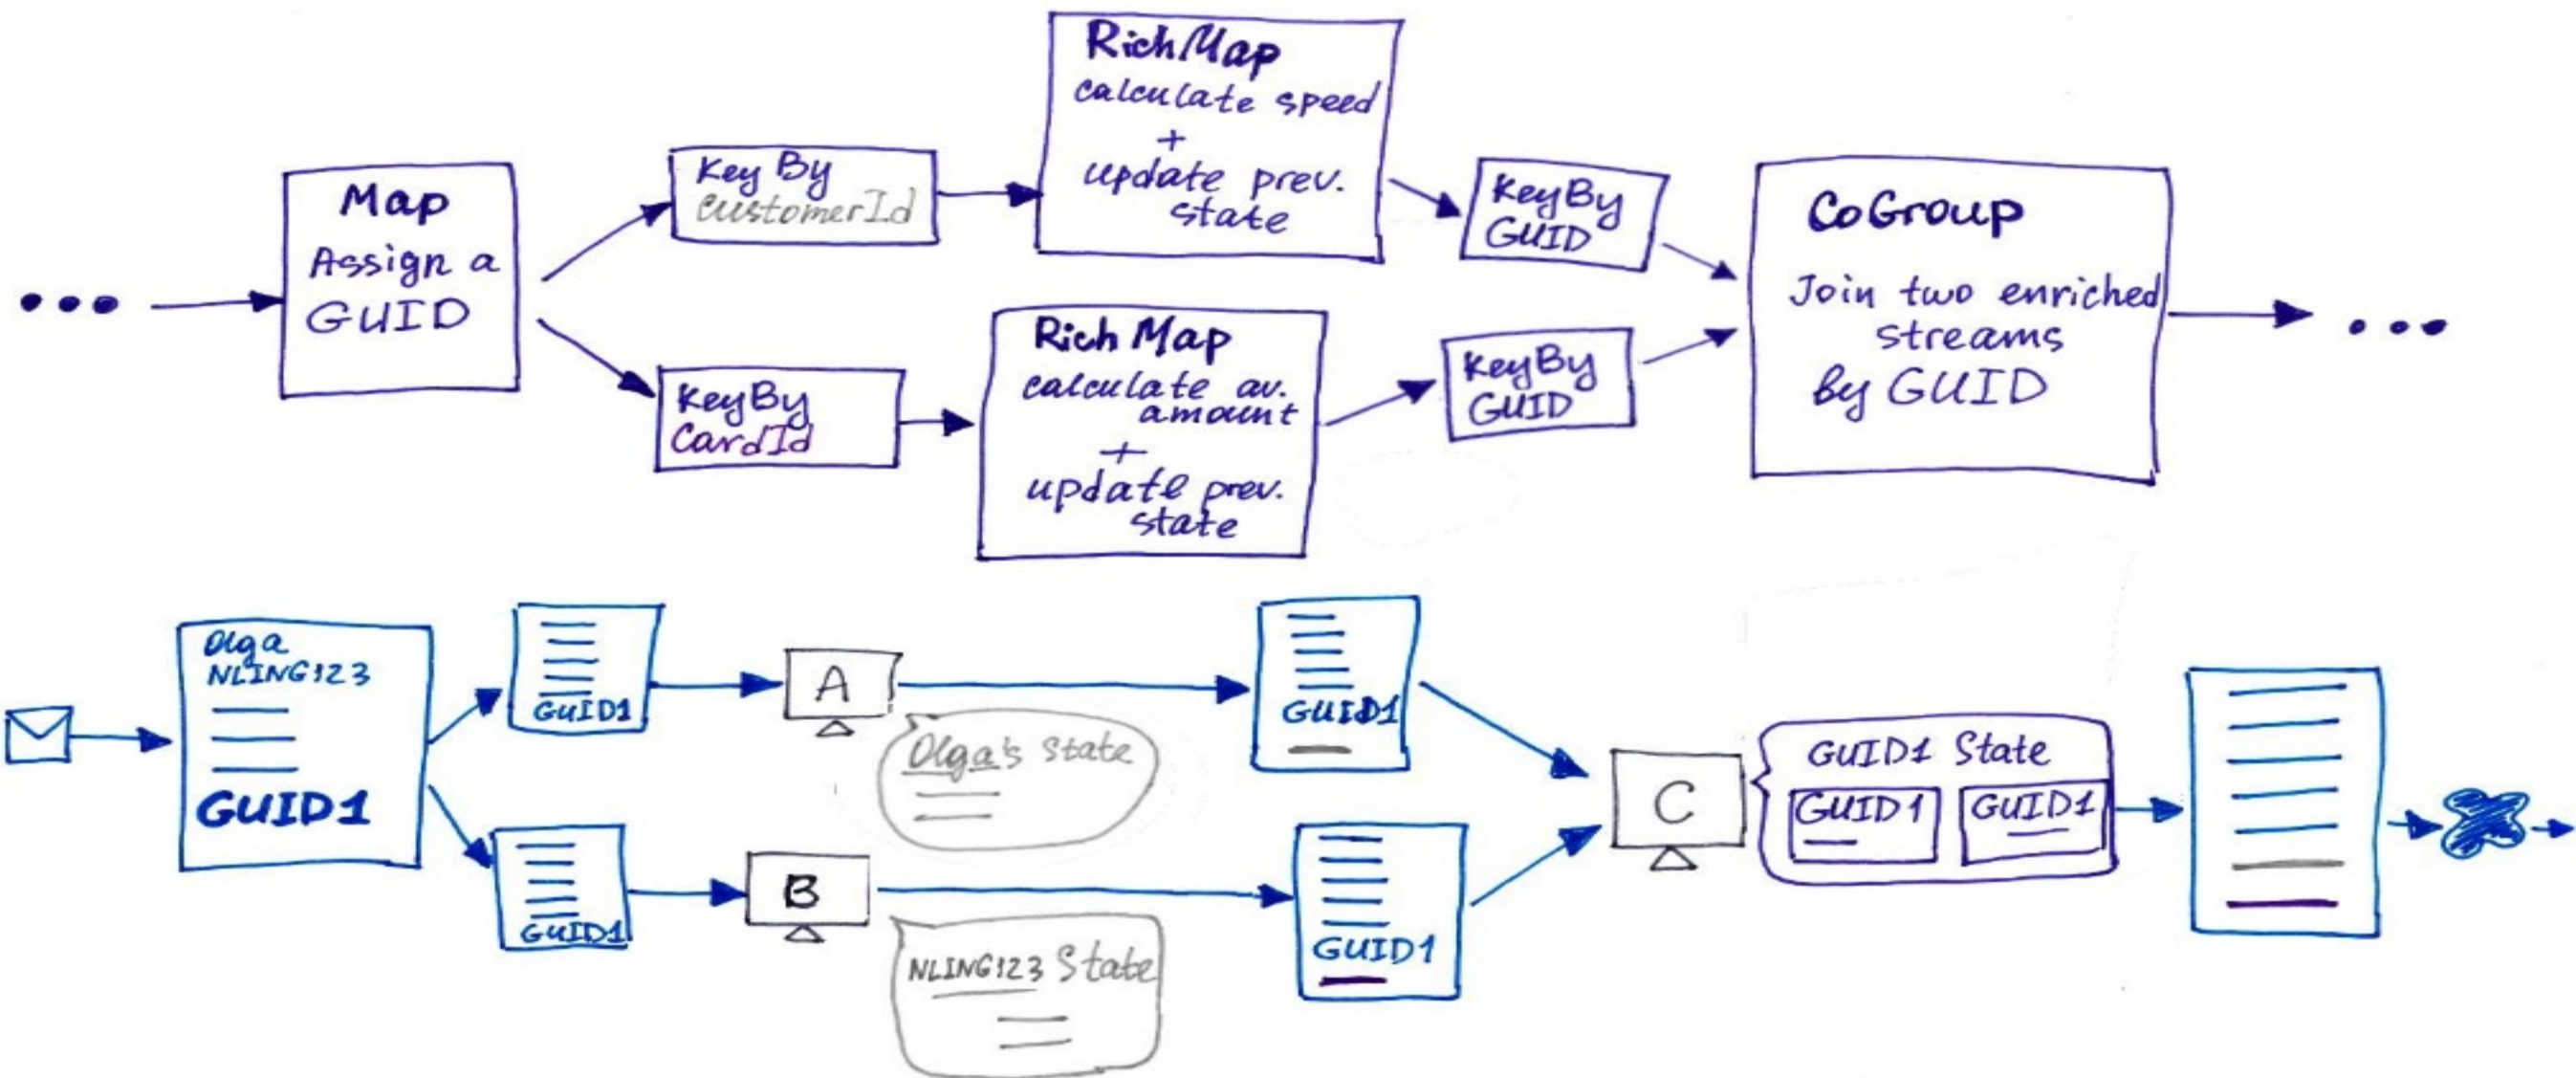 Map
Assign a
GUID
Key By
CustomerId
RichMap
calculate speed
+
update prev.
state
KeyBy
GUID
CoGroup
Join two enriched
streams
by GUID
KeyBy
CardId
Rich Map
calculate av.
amount
+
update prev.
state
KeyBy
GUID
Olga
NLING123
GUID1
GUID1
A
Olga's State
GUID1
GUID1
B
NLING123 State
GUID1
C
GUID1 State
GUID1
GUID1